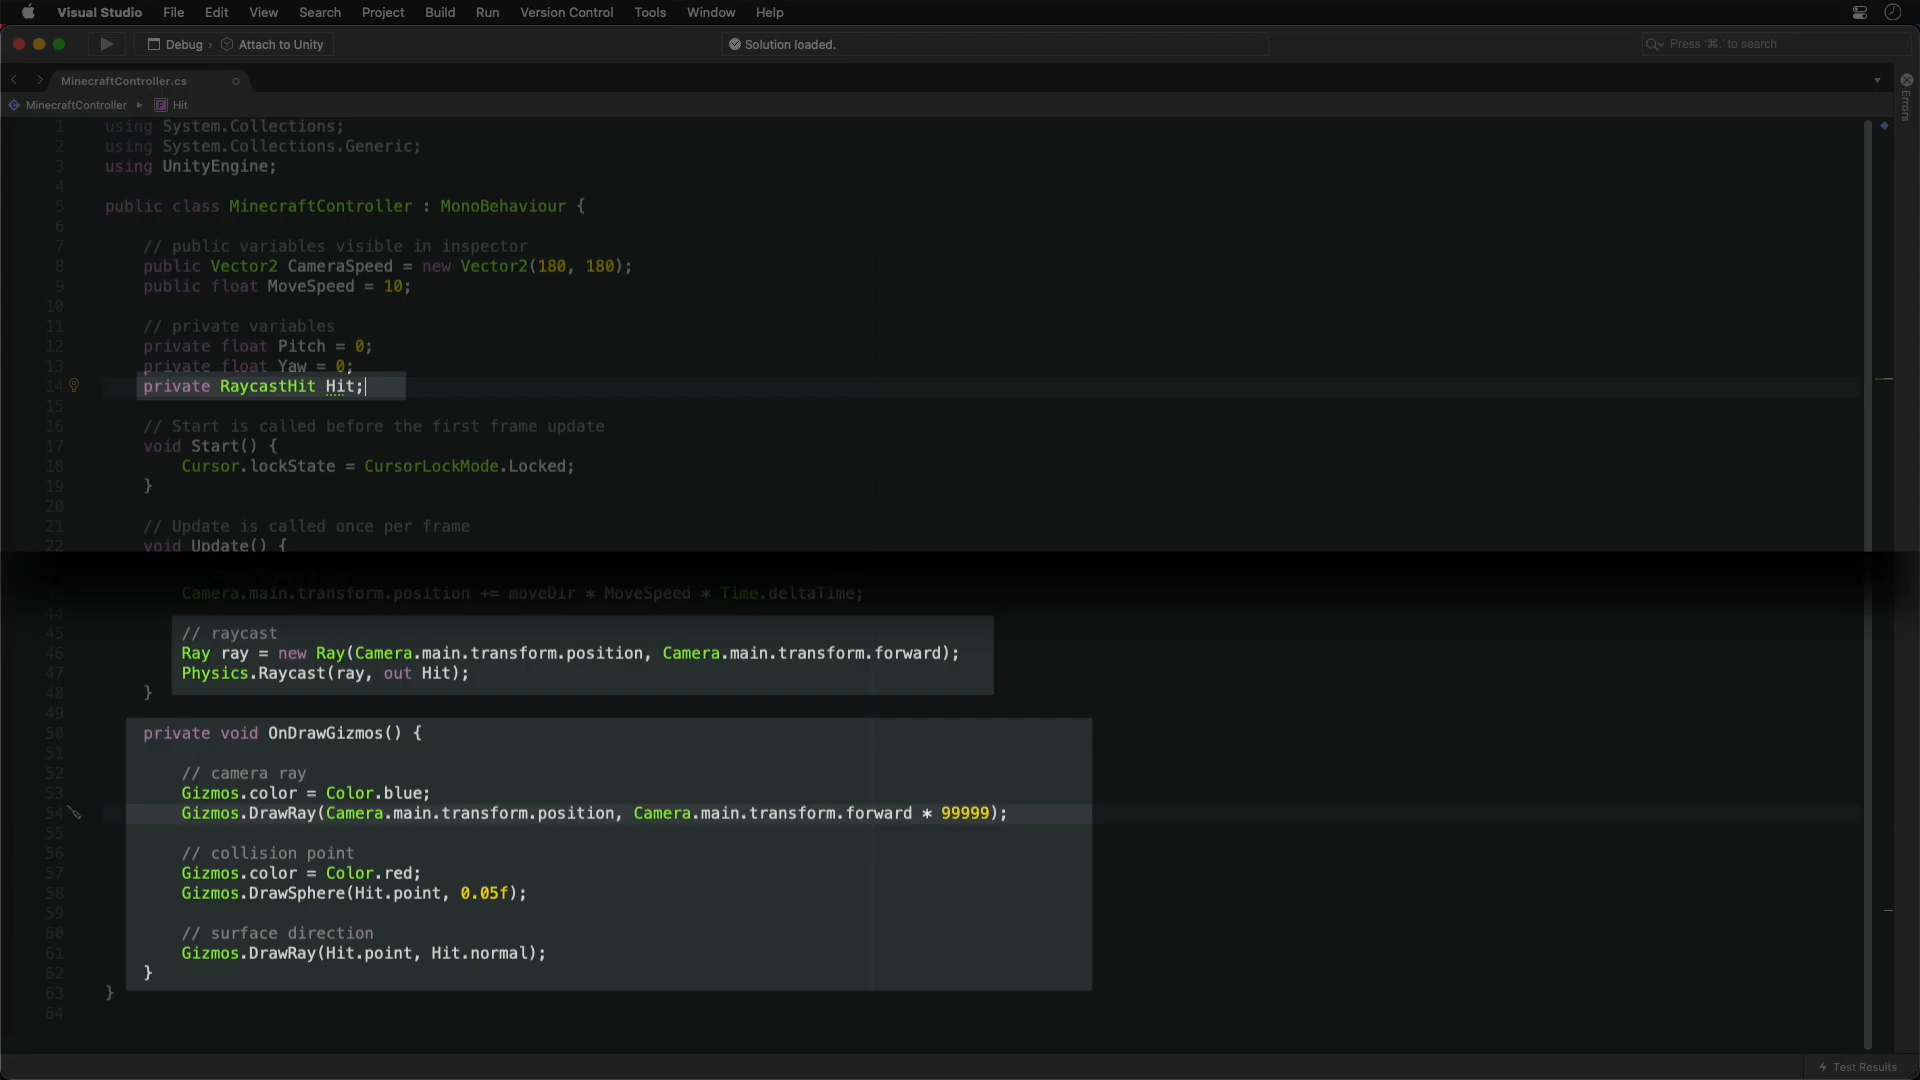 Visual Studio File Edit View Search Project Build Run Version Control Tools Window Help
Debug › Attach to Unity
Solution loaded.
Press '⌘.' to search
MinecraftController.cs
MinecraftController ▸ Hit
Errors
1 using System.Collections;
2 using System.Collections.Generic;
3 using UnityEngine;
4
5 public class MinecraftController : MonoBehaviour {
6
7 // public variables visible in inspector
8 public Vector2 CameraSpeed = new Vector2(180, 180);
9 public float MoveSpeed = 10;
10
11 // private variables
12 private float Pitch = 0;
13 private float Yaw = 0;
14 private RaycastHit Hit;
15
16 // Start is called before the first frame update
17 void Start() {
18 Cursor.lockState = CursorLockMode.Locked;
19 }
20
21 // Update is called once per frame
22 void Update() {
43 Camera.main.transform.position += moveDir * MoveSpeed * Time.deltaTime;
44
45 // raycast
46 Ray ray = new Ray(Camera.main.transform.position, Camera.main.transform.forward);
47 Physics.Raycast(ray, out Hit);
48 }
49
50 private void OnDrawGizmos() {
51
52 // camera ray
53 Gizmos.color = Color.blue;
54 Gizmos.DrawRay(Camera.main.transform.position, Camera.main.transform.forward * 99999);
55
56 // collision point
57 Gizmos.color = Color.red;
58 Gizmos.DrawSphere(Hit.point, 0.05f);
59
60 // surface direction
61 Gizmos.DrawRay(Hit.point, Hit.normal);
62 }
63 }
64
Test Results